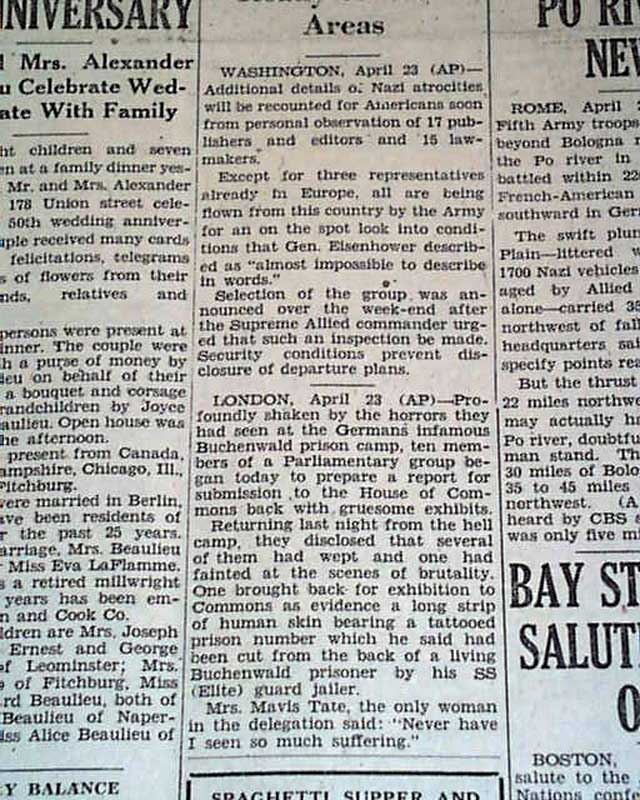 NIVERSARY
Mrs. Alexander
Celebrate Wed-
With Family
children and seven
en at a family dinner yes-
Mr. and Mrs. Alexander
178 Union street cele-
50th wedding anniver-
received many cards
felicitations, telegrams
of flowers from their
relatives and
persons were present at
The couple were
a purse of money by
on behalf of their
a bouquet and corsage
by Joyce
Open house was
he afternoon.
present from Canada,
Chicago, Ill.,
Fitchburg.
were married in Berlin,
been residents of
the past 25 years.
Mrs. Beaulieu
Miss Eva LaFlamme.
a retired millwright
years has been em-
and Cook Co.
are Mrs. Joseph
Ernest and George
of Leominster; Mrs.
of Fitchburg, Miss
Beaulieu, both of
Beaulieu of Naper-
Alice Beaulieu of
BALANCE
Areas
WASHINGTON, April 23 (AP)—
Additional details of Nazi atrocities
will be recounted for Americans soon
from personal observation of 17 pub-
lishers and editors and 15 law-
makers.
Except for three representatives
already in Europe, all are being
flown from this country by the Army
for an on the spot look into condi-
tions that Gen. Eisenhower describ-
ed as "almost impossible to describe
in words."
Selection of the group was an-
nounced over the week-end after
the Supreme Allied commander urg-
ed that such an inspection be made.
Security conditions prevent dis-
closure of departure plans.
LONDON, April 23 (AP)—Pro-
foundly shaken by the horrors they
had seen at the Germans infamous
Buchenwald prison camp, ten mem-
bers of a Parliamentary group be-
gan today to prepare a report for
submission to the House of Com-
mons back with gruesome exhibits.
Returning last night from the hell
camp, they disclosed that several
of them had wept and one had
fainted at the scenes of brutality.
One brought back for exhibition to
Commons as evidence a long strip
of human skin bearing a tattooed
prison number which he said had
been cut from the back of a living
Buchenwald prisoner by his SS
(Elite) guard jailer.
Mrs. Mavis Tate, the only woman
in the delegation said: "Never have
I seen so much suffering."
SPAGHETTI SUPPER AND
PO RI
NEW
ROME, April
Fifth Army troops
beyond Bologna
the Po river in
battled within 22
French-American
southward in Ger
The swift plun
Plain—littered
1700 Nazi vehicles
aged by Allied
alone—carried 35
northwest of
headquarters
specify points
But the thrust
22 miles northwe
may actually
Po river, doubtfu
man stand. Th
30 miles of Bolo
35 to 45 miles
northwest. (A
heard by CBS
was only five mi
BAY ST
SALUT
O
BOSTON,
salute to the
Nations